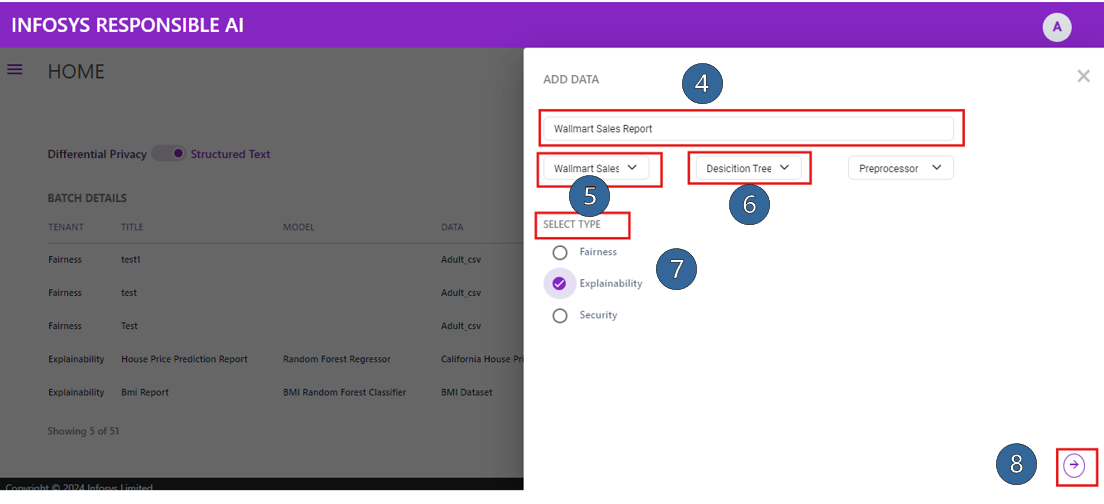 INFOSYS RESPONSIBLE AI
A
HOME
Differential Privacy Structured Text
BATCH DETAILS
TENANT TITLE MODEL DATA
Fairness test1 Adult_csv
Fairness test Adult_csv
Fairness Test Adult_csv
Explainability House Price Prediction Report Random Forest Regressor California House Pri
Explainability Bmi Report BMI Random Forest Classifier BMI Dataset
Showing 5 of 51
Copyright © 2024 Infosys Limited
ADD DATA
4
Wallmart Sales Report
Wallmart Sales Desicition Tree Preprocessor
5 6
SELECT TYPE
Fairness
7
Explainability
Security
8